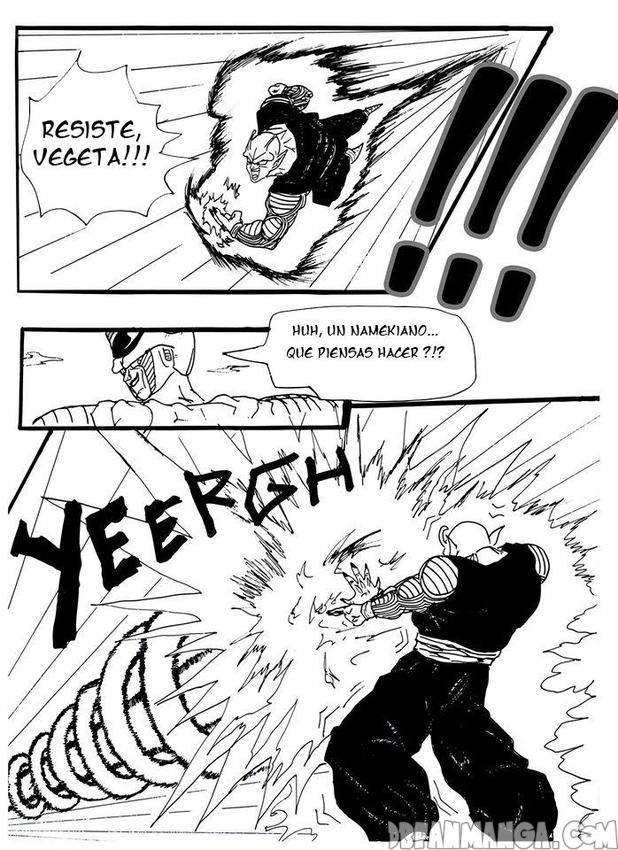 RESISTE,
VEGETA!!!
!!!
HUH, UN NAMEKIANO...
QUE PIENSAS HACER ?!?
YEERGH
DBFANMANGA.COM